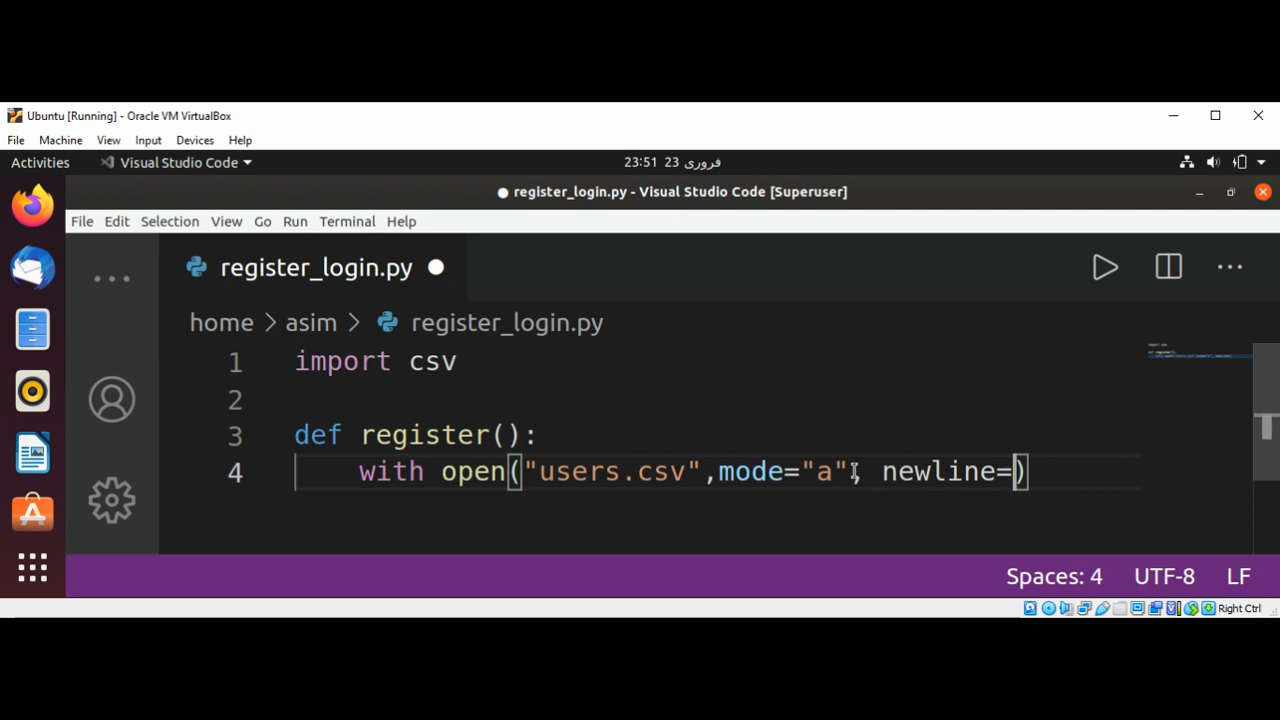 Ubuntu [Running] - Oracle VM VirtualBox
File Machine View Input Devices Help
Activities Visual Studio Code 23:51 23 فروری
register_login.py - Visual Studio Code [Superuser]
File Edit Selection View Go Run Terminal Help
register_login.py
home > asim > register_login.py
1 import csv
2
3 def register():
4 with open("users.csv",mode="a", newline=)
Spaces: 4 UTF-8 LF
Right Ctrl